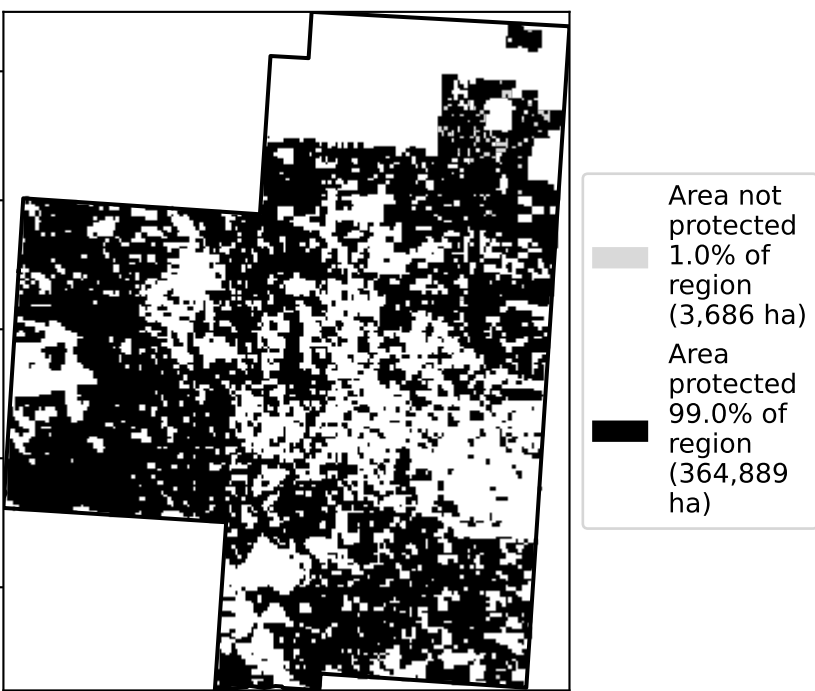 Area not
protected
1.0% of
region
(3,686 ha)
Area
protected
99.0% of
region
(364,889
ha)